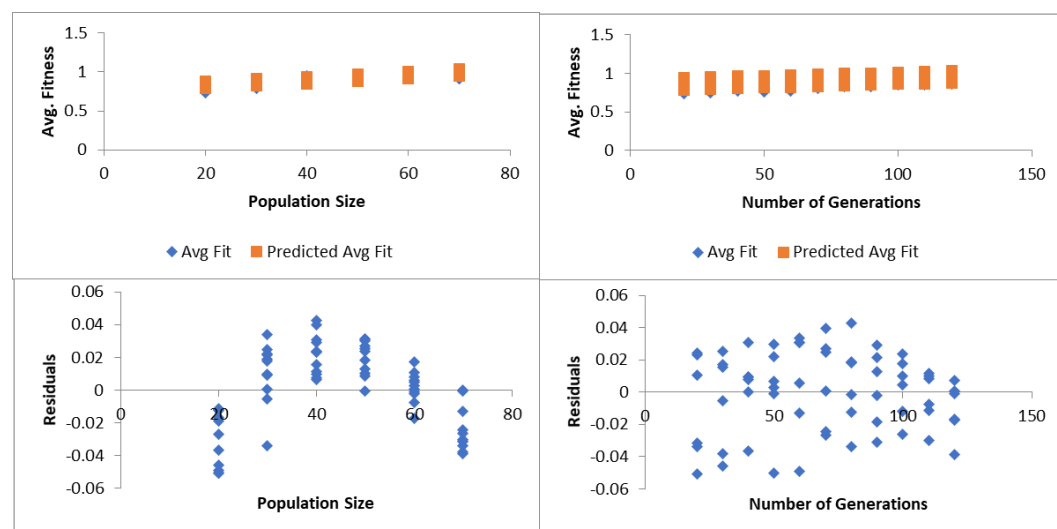 1.5
1
0.5
0
0 20 40 60 80
Avg. Fitness
Population Size
Avg Fit Predicted Avg Fit
1.5
1
0.5
0
0 50 100 150
Avg. Fitness
Number of Generations
Avg Fit Predicted Avg Fit
0.06
0.04
0.02
0
-0.02
-0.04
-0.06
0 20 40 60 80
Residuals
Population Size
0.06
0.04
0.02
0
-0.02
-0.04
-0.06
0 50 100 150
Residuals
Number of Generations